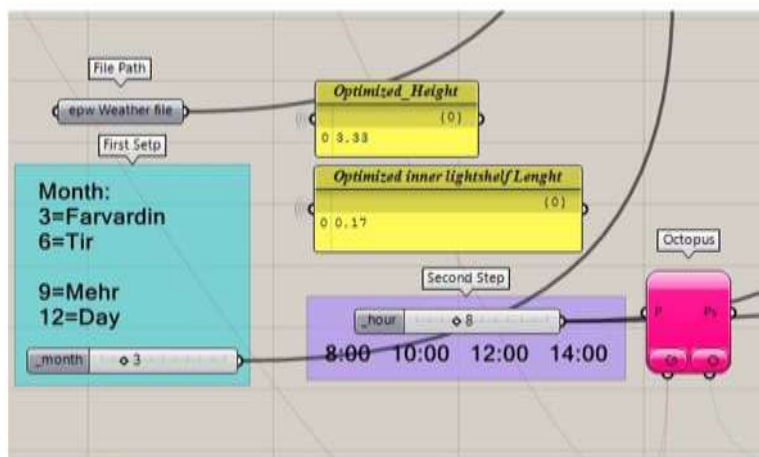 File Path
epw Weather file
First Setp
Month:
3=Farvardin
6=Tir
9=Mehr
12=Day
_month
3
Optimized_Height
{0}
0 3.33
Optimized inner lightshelf Lenght
{0}
0 0.17
Second Step
_hour
8
8:00 10:00 12:00 14:00
Octopus
P
Ps
G
O